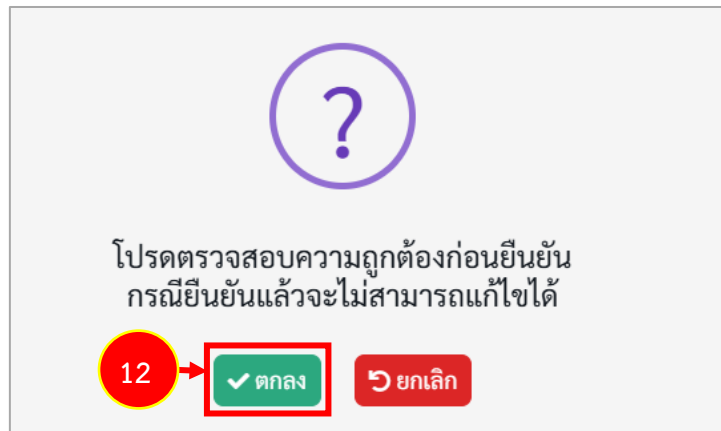 ?
โปรดตรวจสอบความถูกต้องก่อนยืนยัน
กรณียืนยันแล้วจะไม่สามารถแก้ไขได้
12 ตกลง ยกเลิก